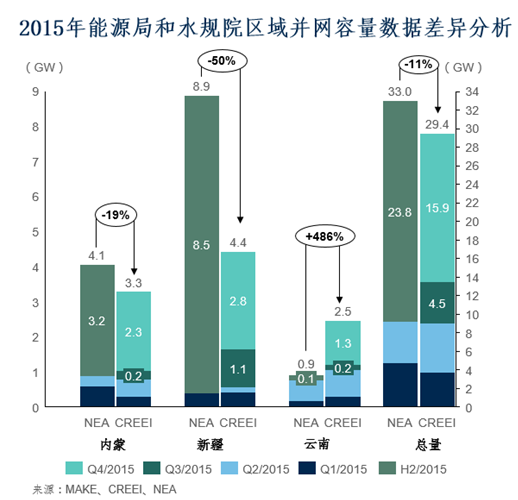 2015年能源局和水规院区域并网容量数据差异分析
（GW） （GW）
9 8 7 6 5 4 3 2 1 0
34 32 30 28 26 24 22 20 18 16 14 12 10 8 6 4 2 0
-19% -50% +486% -11%
4.1 3.3 8.9 4.4 0.9 2.5 33.0 29.4
3.2 2.3 0.2
8.5 2.8 1.1
0.1 1.3 0.2
23.8 15.9 4.5
NEA CREEI NEA CREEI NEA CREEI NEA CREEI
内蒙 新疆 云南 总量
Q4/2015 Q3/2015 Q2/2015 Q1/2015 H2/2015
来源：MAKE、CREEI、NEA